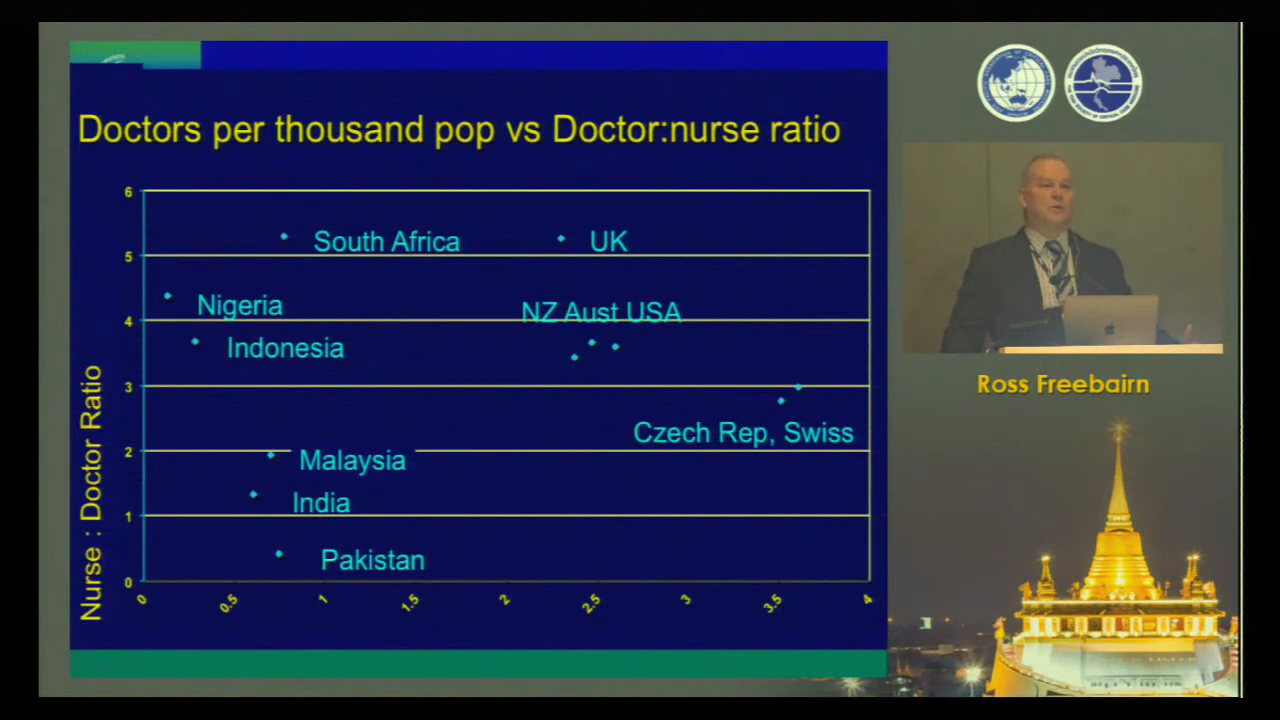 Doctors per thousand pop vs Doctor:nurse ratio
Nurse : Doctor Ratio
6
5
4
3
2
1
0
South Africa
UK
Nigeria
NZ Aust USA
Indonesia
Czech Rep, Swiss
Malaysia
India
Pakistan
0
0.5
1
1.5
2
2.5
3
3.5
4
Ross Freebairn